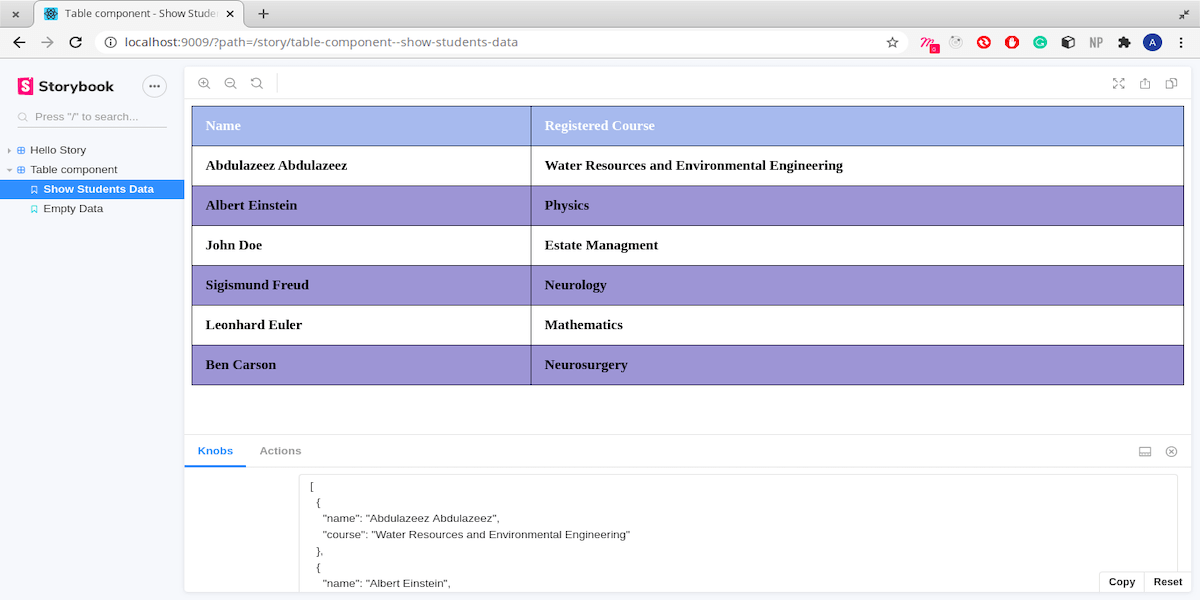 Table component - Show Stude
localhost:9009/?path=/story/table-component--show-students-data
0
NP
A
S Storybook
Press "/" to search...
Hello Story
Table component
Show Students Data
Empty Data
Name Registered Course
Abdulazeez Abdulazeez Water Resources and Environmental Engineering
Albert Einstein Physics
John Doe Estate Managment
Sigismund Freud Neurology
Leonhard Euler Mathematics
Ben Carson Neurosurgery
Knobs Actions
[
{
"name": "Abdulazeez Abdulazeez",
"course": "Water Resources and Environmental Engineering"
},
{
"name": "Albert Einstein",
Copy Reset